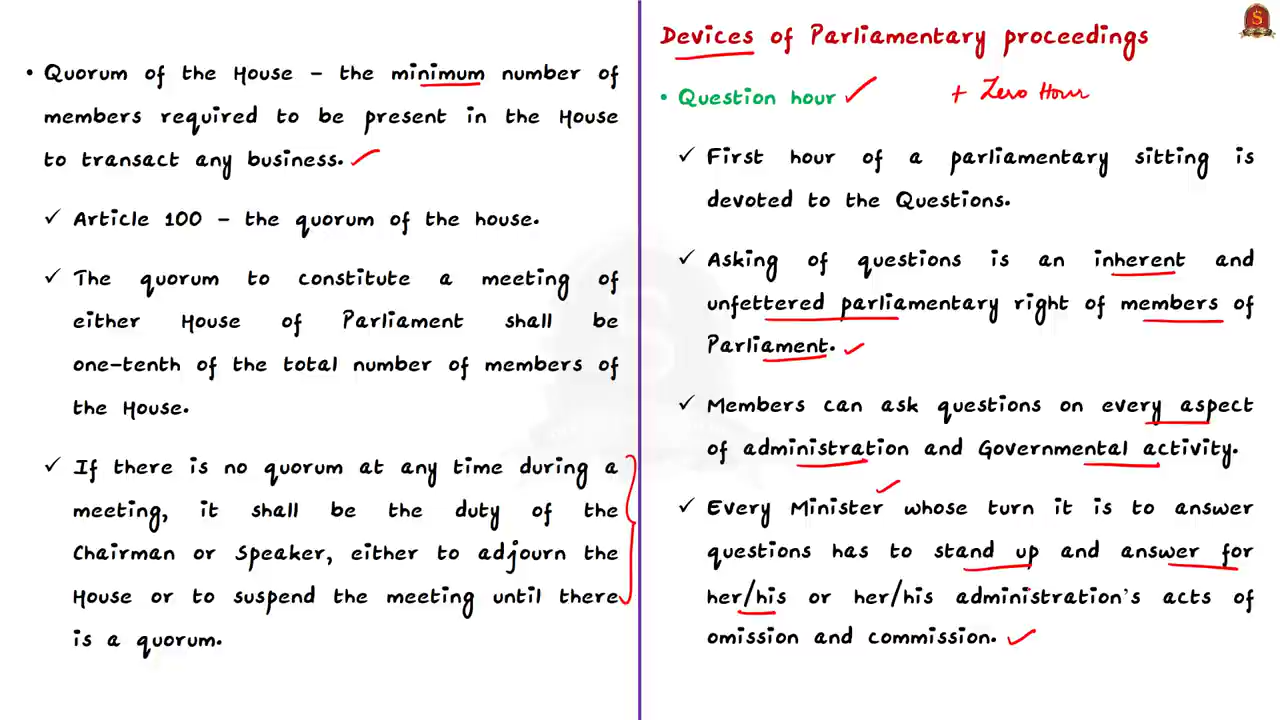 • Quorum of the House – the minimum number of
members required to be present in the House
to transact any business.
✓ Article 100 – the quorum of the house.
✓ The quorum to constitute a meeting of
either House of Parliament shall be
one-tenth of the total number of members of
the House.
✓ If there is no quorum at any time during a
meeting, it shall be the duty of the
Chairman or Speaker, either to adjourn the
House or to suspend the meeting until there
is a quorum.
Devices of Parliamentary proceedings
• Question hour
+ Zero Hour
✓ First hour of a parliamentary sitting is
devoted to the Questions.
✓ Asking of questions is an inherent and
unfettered parliamentary right of members of
Parliament.
✓ Members can ask questions on every aspect
of administration and Governmental activity.
✓ Every Minister whose turn it is to answer
questions has to stand up and answer for
her/his or her/his administration's acts of
omission and commission.